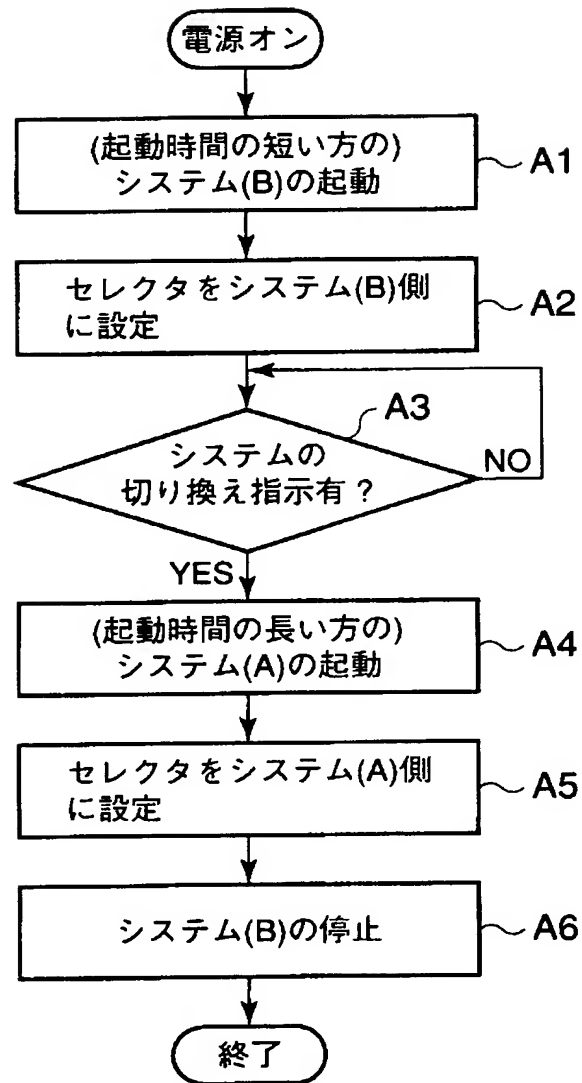 電源オン
(起動時間の短い方の)
システム(B)の起動
A1
セレクタをシステム(B)側
に設定
A2
A3
システムの
切り換え指示有？
NO
YES
(起動時間の長い方の)
システム(A)の起動
A4
セレクタをシステム(A)側
に設定
A5
システム(B)の停止
A6
終了